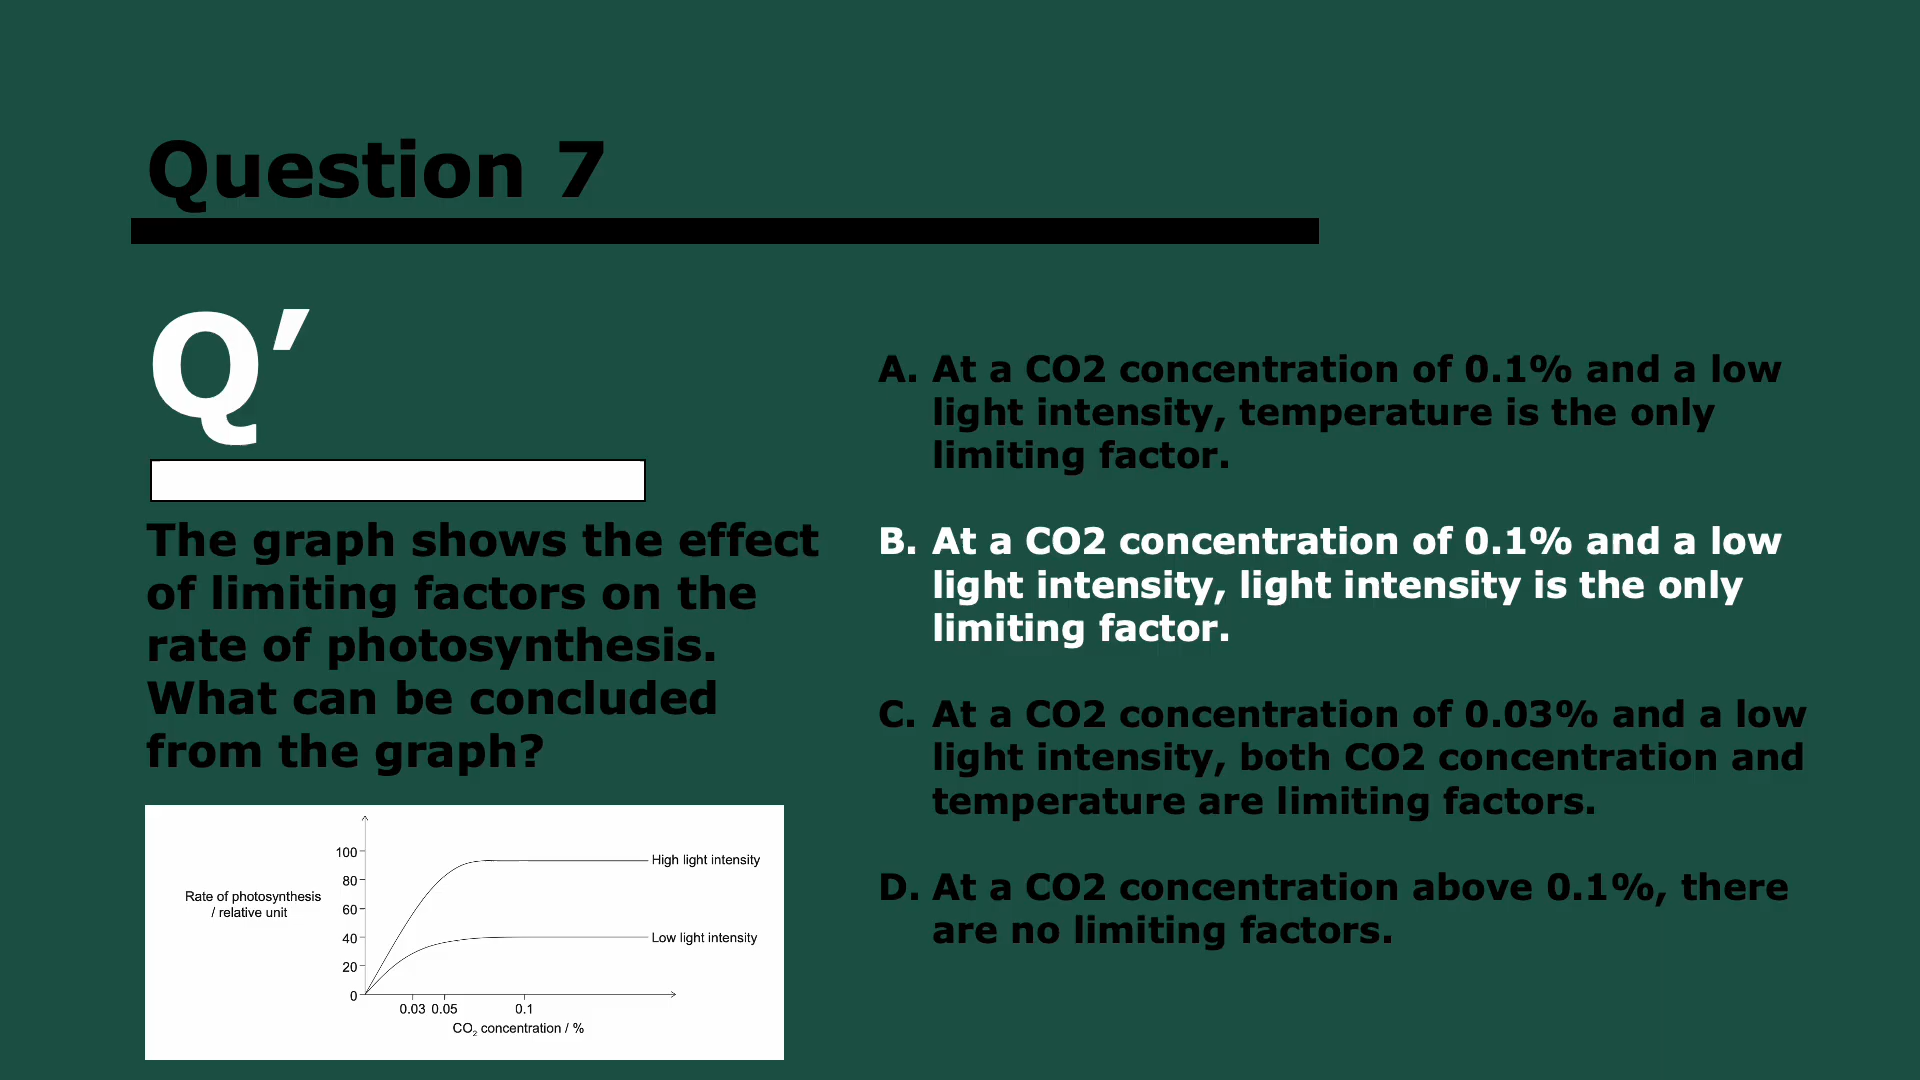 Question 7
Q’
The graph shows the effect
of limiting factors on the
rate of photosynthesis.
What can be concluded
from the graph?
100
80
60
40
20
0
Rate of photosynthesis
/ relative unit
High light intensity
Low light intensity
0.03 0.05 0.1
CO₂ concentration / %
A. At a CO2 concentration of 0.1% and a low
light intensity, temperature is the only
limiting factor.
B. At a CO2 concentration of 0.1% and a low
light intensity, light intensity is the only
limiting factor.
C. At a CO2 concentration of 0.03% and a low
light intensity, both CO2 concentration and
temperature are limiting factors.
D. At a CO2 concentration above 0.1%, there
are no limiting factors.